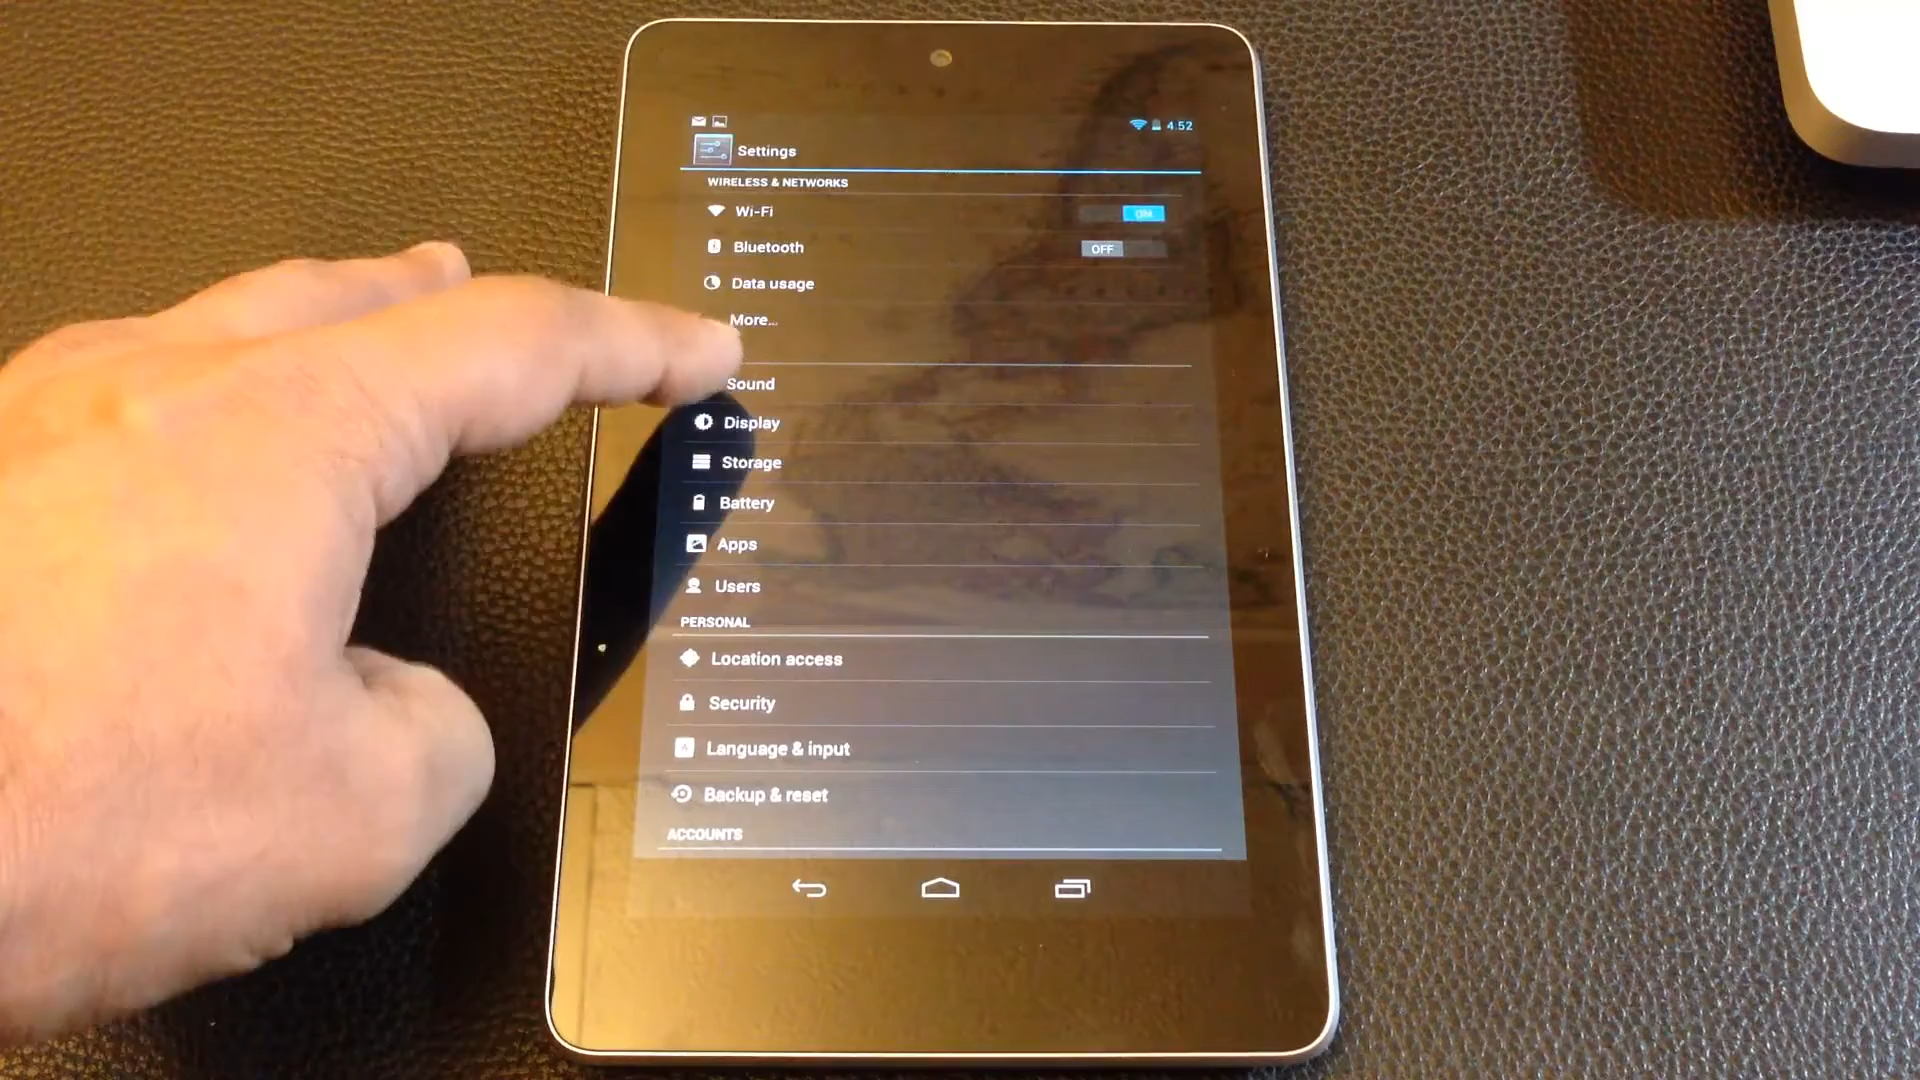 4:52
Settings
WIRELESS & NETWORKS
Wi-Fi ON
Bluetooth OFF
Data usage
More...
Sound
Display
Storage
Battery
Apps
Users
PERSONAL
Location access
Security
Language & input
Backup & reset
ACCOUNTS